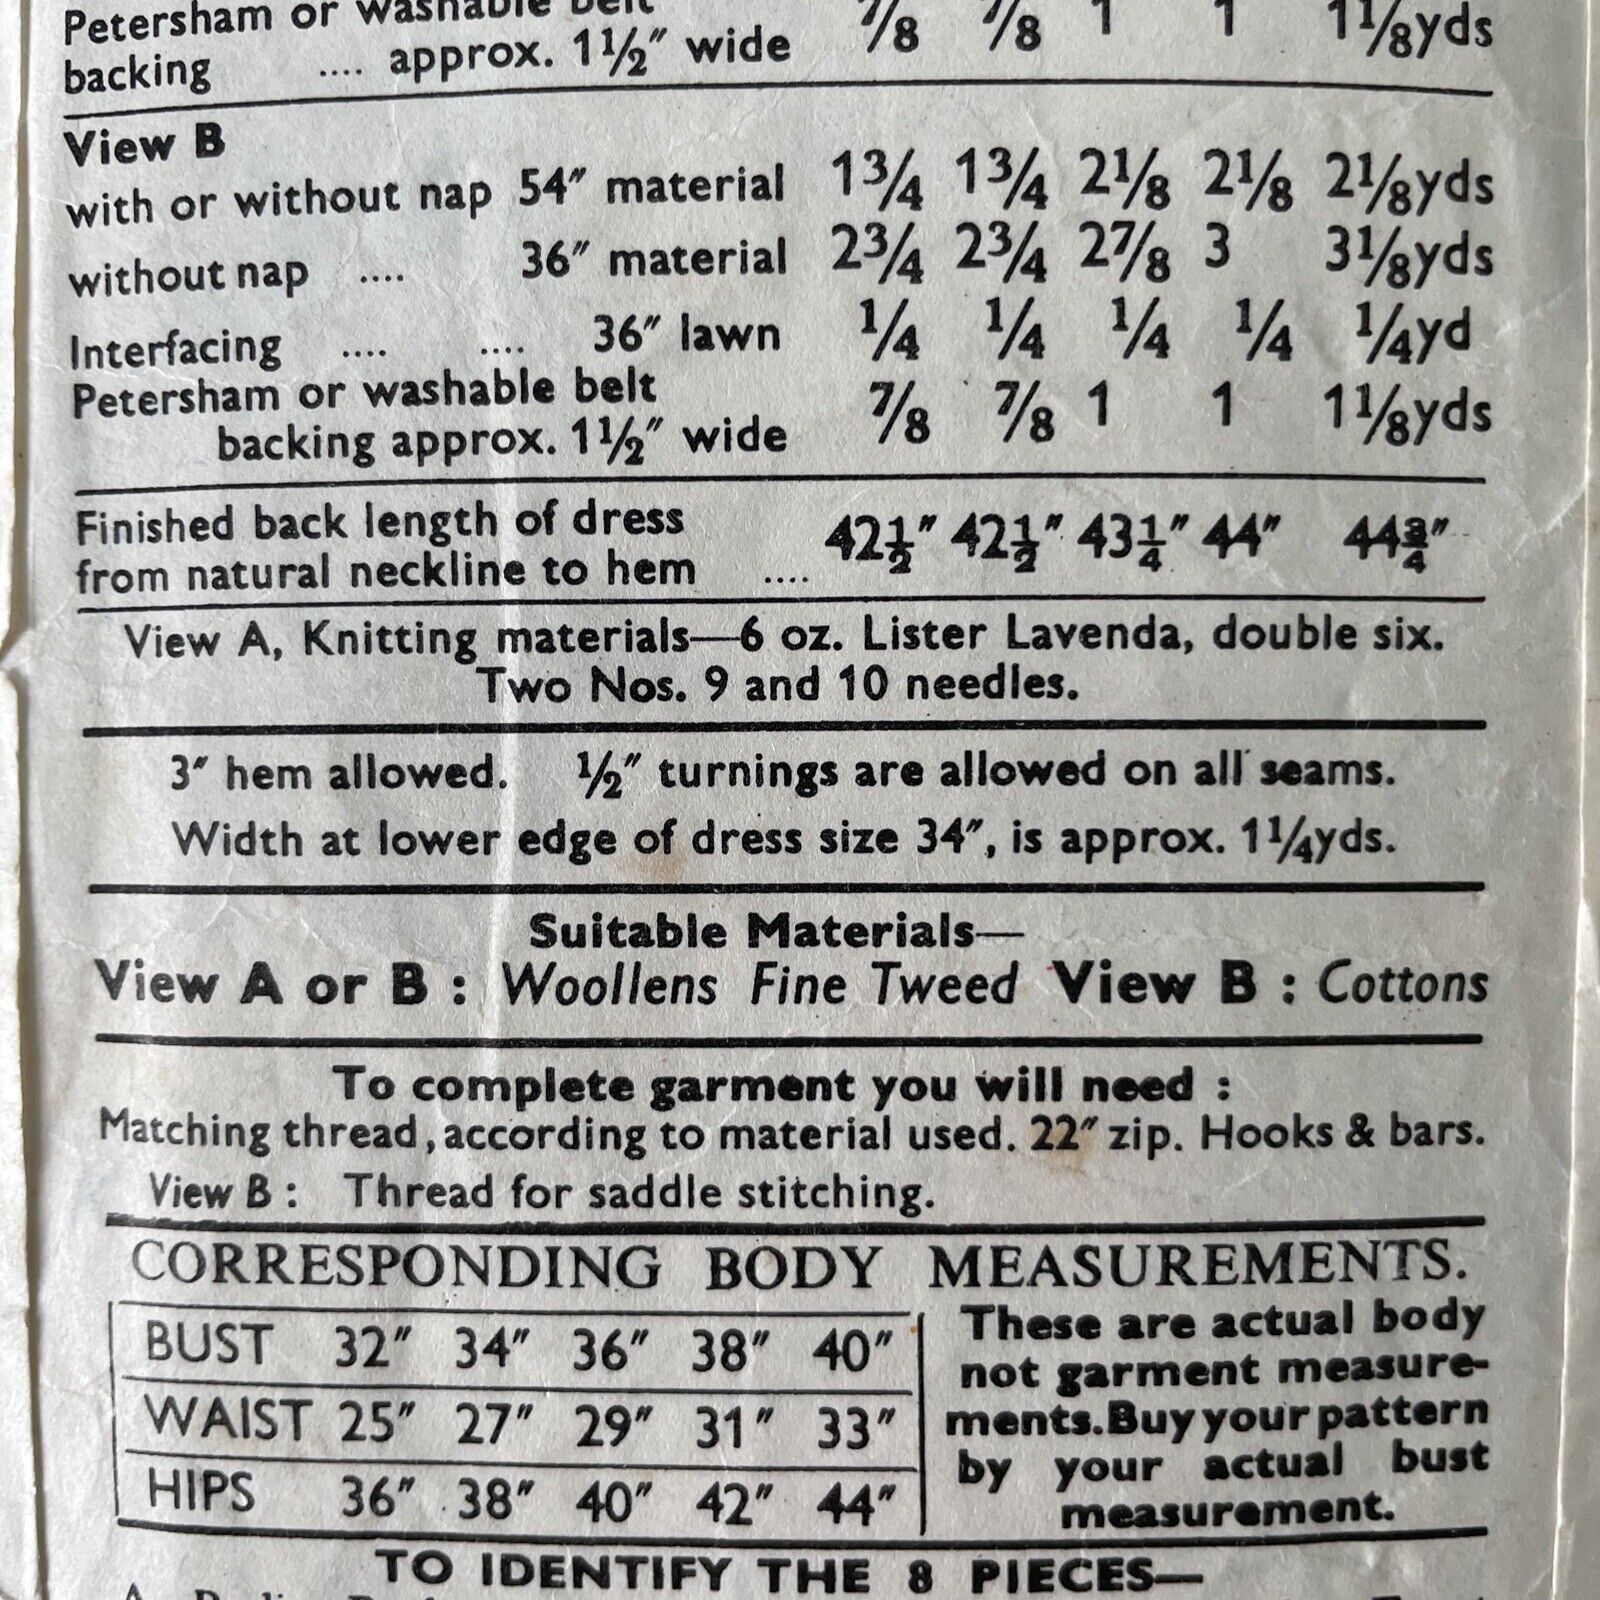 Petersham or washable belt
backing .... approx. 1½" wide 7/8 7/8 1 1 1⅛yds
View B
with or without nap 54" material 1¾ 1¾ 2⅛ 2⅛ 2⅛yds
without nap .... 36" material 2¾ 2¾ 2⅞ 3 3⅛yds
Interfacing .... .... 36" lawn ¼ ¼ ¼ ¼ ¼yd
Petersham or washable belt
backing approx. 1½" wide ⅞ ⅞ 1 1 1⅛yds
Finished back length of dress
from natural neckline to hem .... 42½" 42½" 43¼" 44" 44¾"
View A, Knitting materials—6 oz. Lister Lavenda, double six.
Two Nos. 9 and 10 needles.
3" hem allowed. ½" turnings are allowed on all seams.
Width at lower edge of dress size 34", is approx. 1¼yds.
Suitable Materials—
View A or B : Woollens Fine Tweed View B : Cottons
To complete garment you will need :
Matching thread, according to material used. 22" zip. Hooks & bars.
View B : Thread for saddle stitching.
CORRESPONDING BODY MEASUREMENTS.
BUST 32" 34" 36" 38" 40"
WAIST 25" 27" 29" 31" 33"
HIPS 36" 38" 40" 42" 44"
These are actual body
not garment measure-
ments. Buy your pattern
by your actual bust
measurement.
TO IDENTIFY THE 8 PIECES—